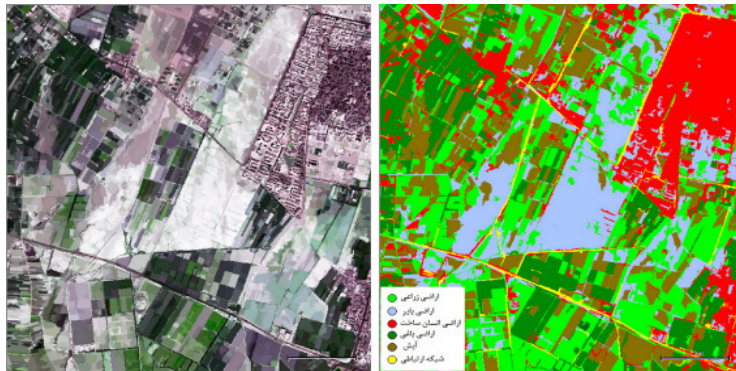 اراضی زراعی
اراضی بایر
اراضی انسان ساخت
اراضی باغی
آیش
شبکه ارتباطی